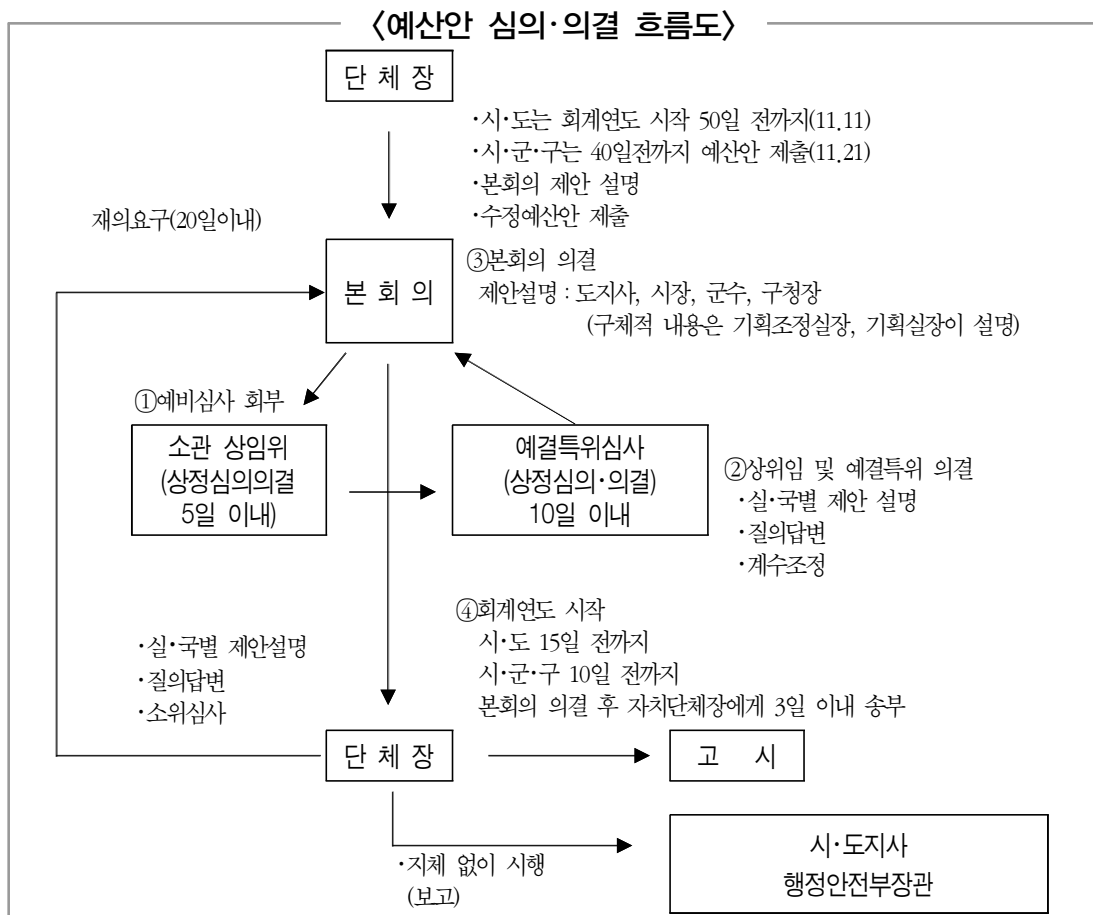 〈예산안 심의·의결 흐름도〉
단 체 장
·시·도는 회계연도 시작 50일 전까지(11.11)
·시·군·구는 40일전까지 예산안 제출(11.21)
·본회의 제안 설명
·수정예산안 제출
재의요구(20일이내)
본 회 의
③본회의 의결
제안설명 : 도지사, 시장, 군수, 구청장
(구체적 내용은 기획조정실장, 기획실장이 설명)
①예비심사 회부
소관 상임위
(상정심의의결
5일 이내)
예결특위심사
(상정심의·의결)
10일 이내
②상위임 및 예결특위 의결
·실·국별 제안 설명
·질의답변
·계수조정
·실·국별 제안설명
·질의답변
·소위심사
④회계연도 시작
시·도 15일 전까지
시·군·구 10일 전까지
본회의 의결 후 자치단체장에게 3일 이내 송부
단 체 장
고 시
·지체 없이 시행
(보고)
시·도지사
행정안전부장관